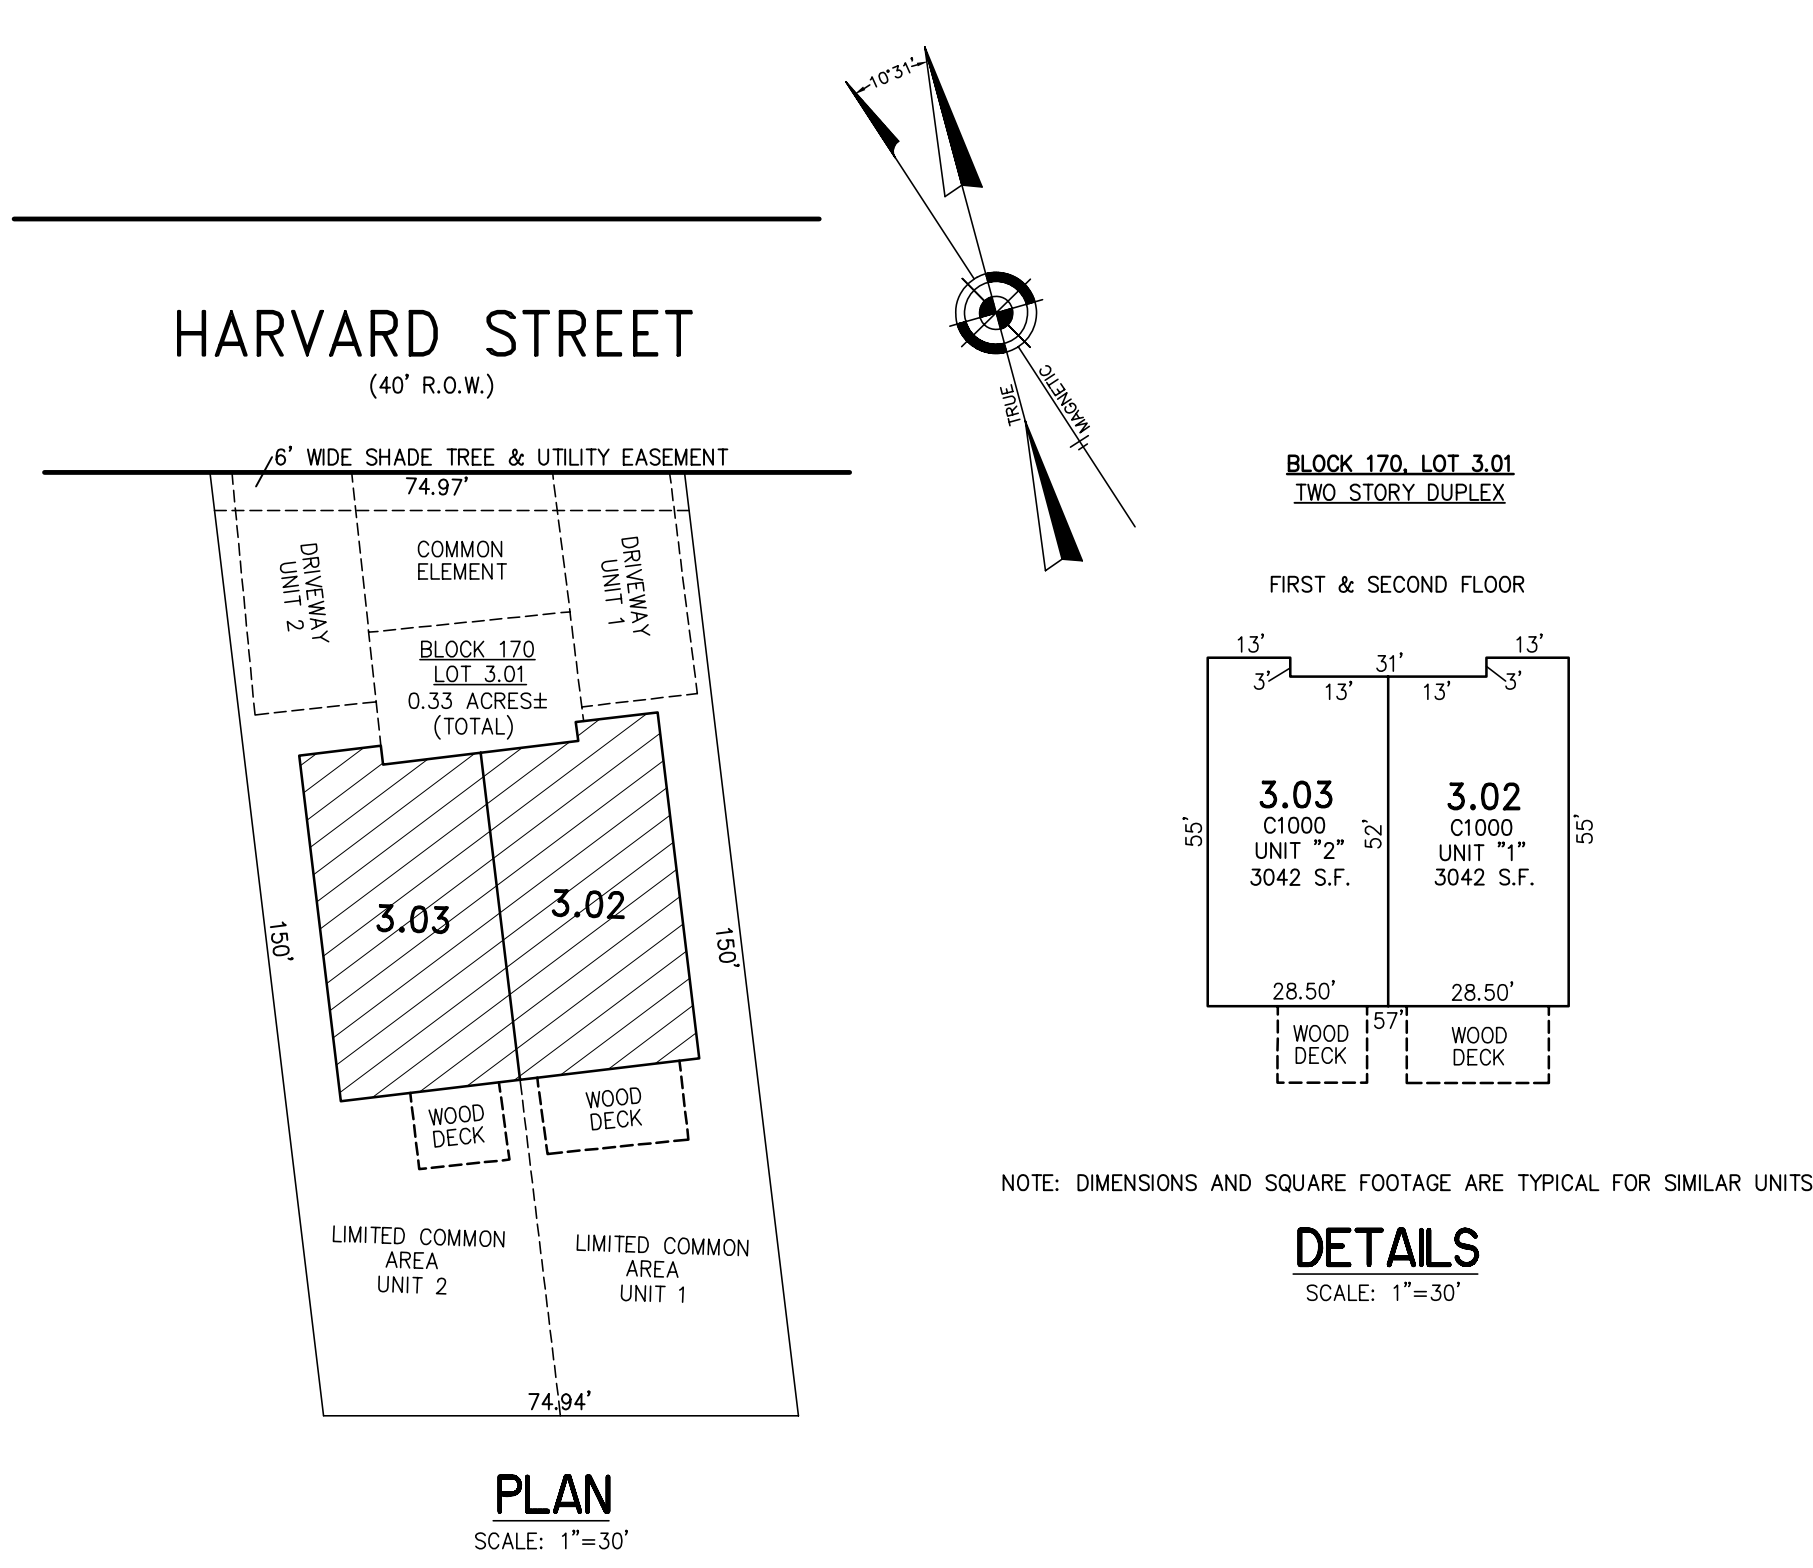 10°31'
HARVARD STREET
(40' R.O.W.)
TRUE
MAGNETIC
6' WIDE SHADE TREE & UTILITY EASEMENT
74.97'
DRIVEWAY
UNIT 2
COMMON
ELEMENT
DRIVEWAY
UNIT 1
BLOCK 170
LOT 3.01
0.33 ACRES±
(TOTAL)
3.03
3.02
150'
150'
WOOD
DECK
WOOD
DECK
LIMITED COMMON
AREA
UNIT 2
LIMITED COMMON
AREA
UNIT 1
74.94'
PLAN
SCALE: 1"=30'
BLOCK 170, LOT 3.01
TWO STORY DUPLEX
FIRST & SECOND FLOOR
13'
31'
13'
3'
13'
13'
3'
55'
3.03
C1000
UNIT "2"
3042 S.F.
52'
3.02
C1000
UNIT "1"
3042 S.F.
55'
28.50'
28.50'
57'
WOOD
DECK
WOOD
DECK
NOTE: DIMENSIONS AND SQUARE FOOTAGE ARE TYPICAL FOR SIMILAR UNITS
DETAILS
SCALE: 1"=30'